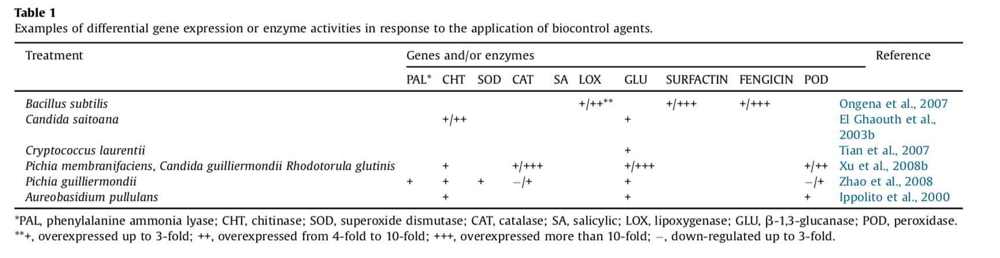 Table 1
Examples of differential gene expression or enzyme activities in response to the application of biocontrol agents.
Treatment Genes and/or enzymes Reference
PAL* CHT SOD CAT SA LOX GLU SURFACTIN FENGICIN POD
Bacillus subtilis +/++** +/+++ +/+++ Ongena et al., 2007
Candida saitoana +/++ + El Ghaouth et al.,
2003b
Cryptococcus laurentii + Tian et al., 2007
Pichia membranifaciens, Candida guilliermondii Rhodotorula glutinis + +/+++ +/+++ +/++ Xu et al., 2008b
Pichia guilliermondii + + + −/+ + −/+ Zhao et al., 2008
Aureobasidium pullulans + + + Ippolito et al., 2000
*PAL, phenylalanine ammonia lyase; CHT, chitinase; SOD, superoxide dismutase; CAT, catalase; SA, salicylic; LOX, lipoxygenase; GLU, β-1,3-glucanase; POD, peroxidase.
**+, overexpressed up to 3-fold; ++, overexpressed from 4-fold to 10-fold; +++, overexpressed more than 10-fold; −, down-regulated up to 3-fold.